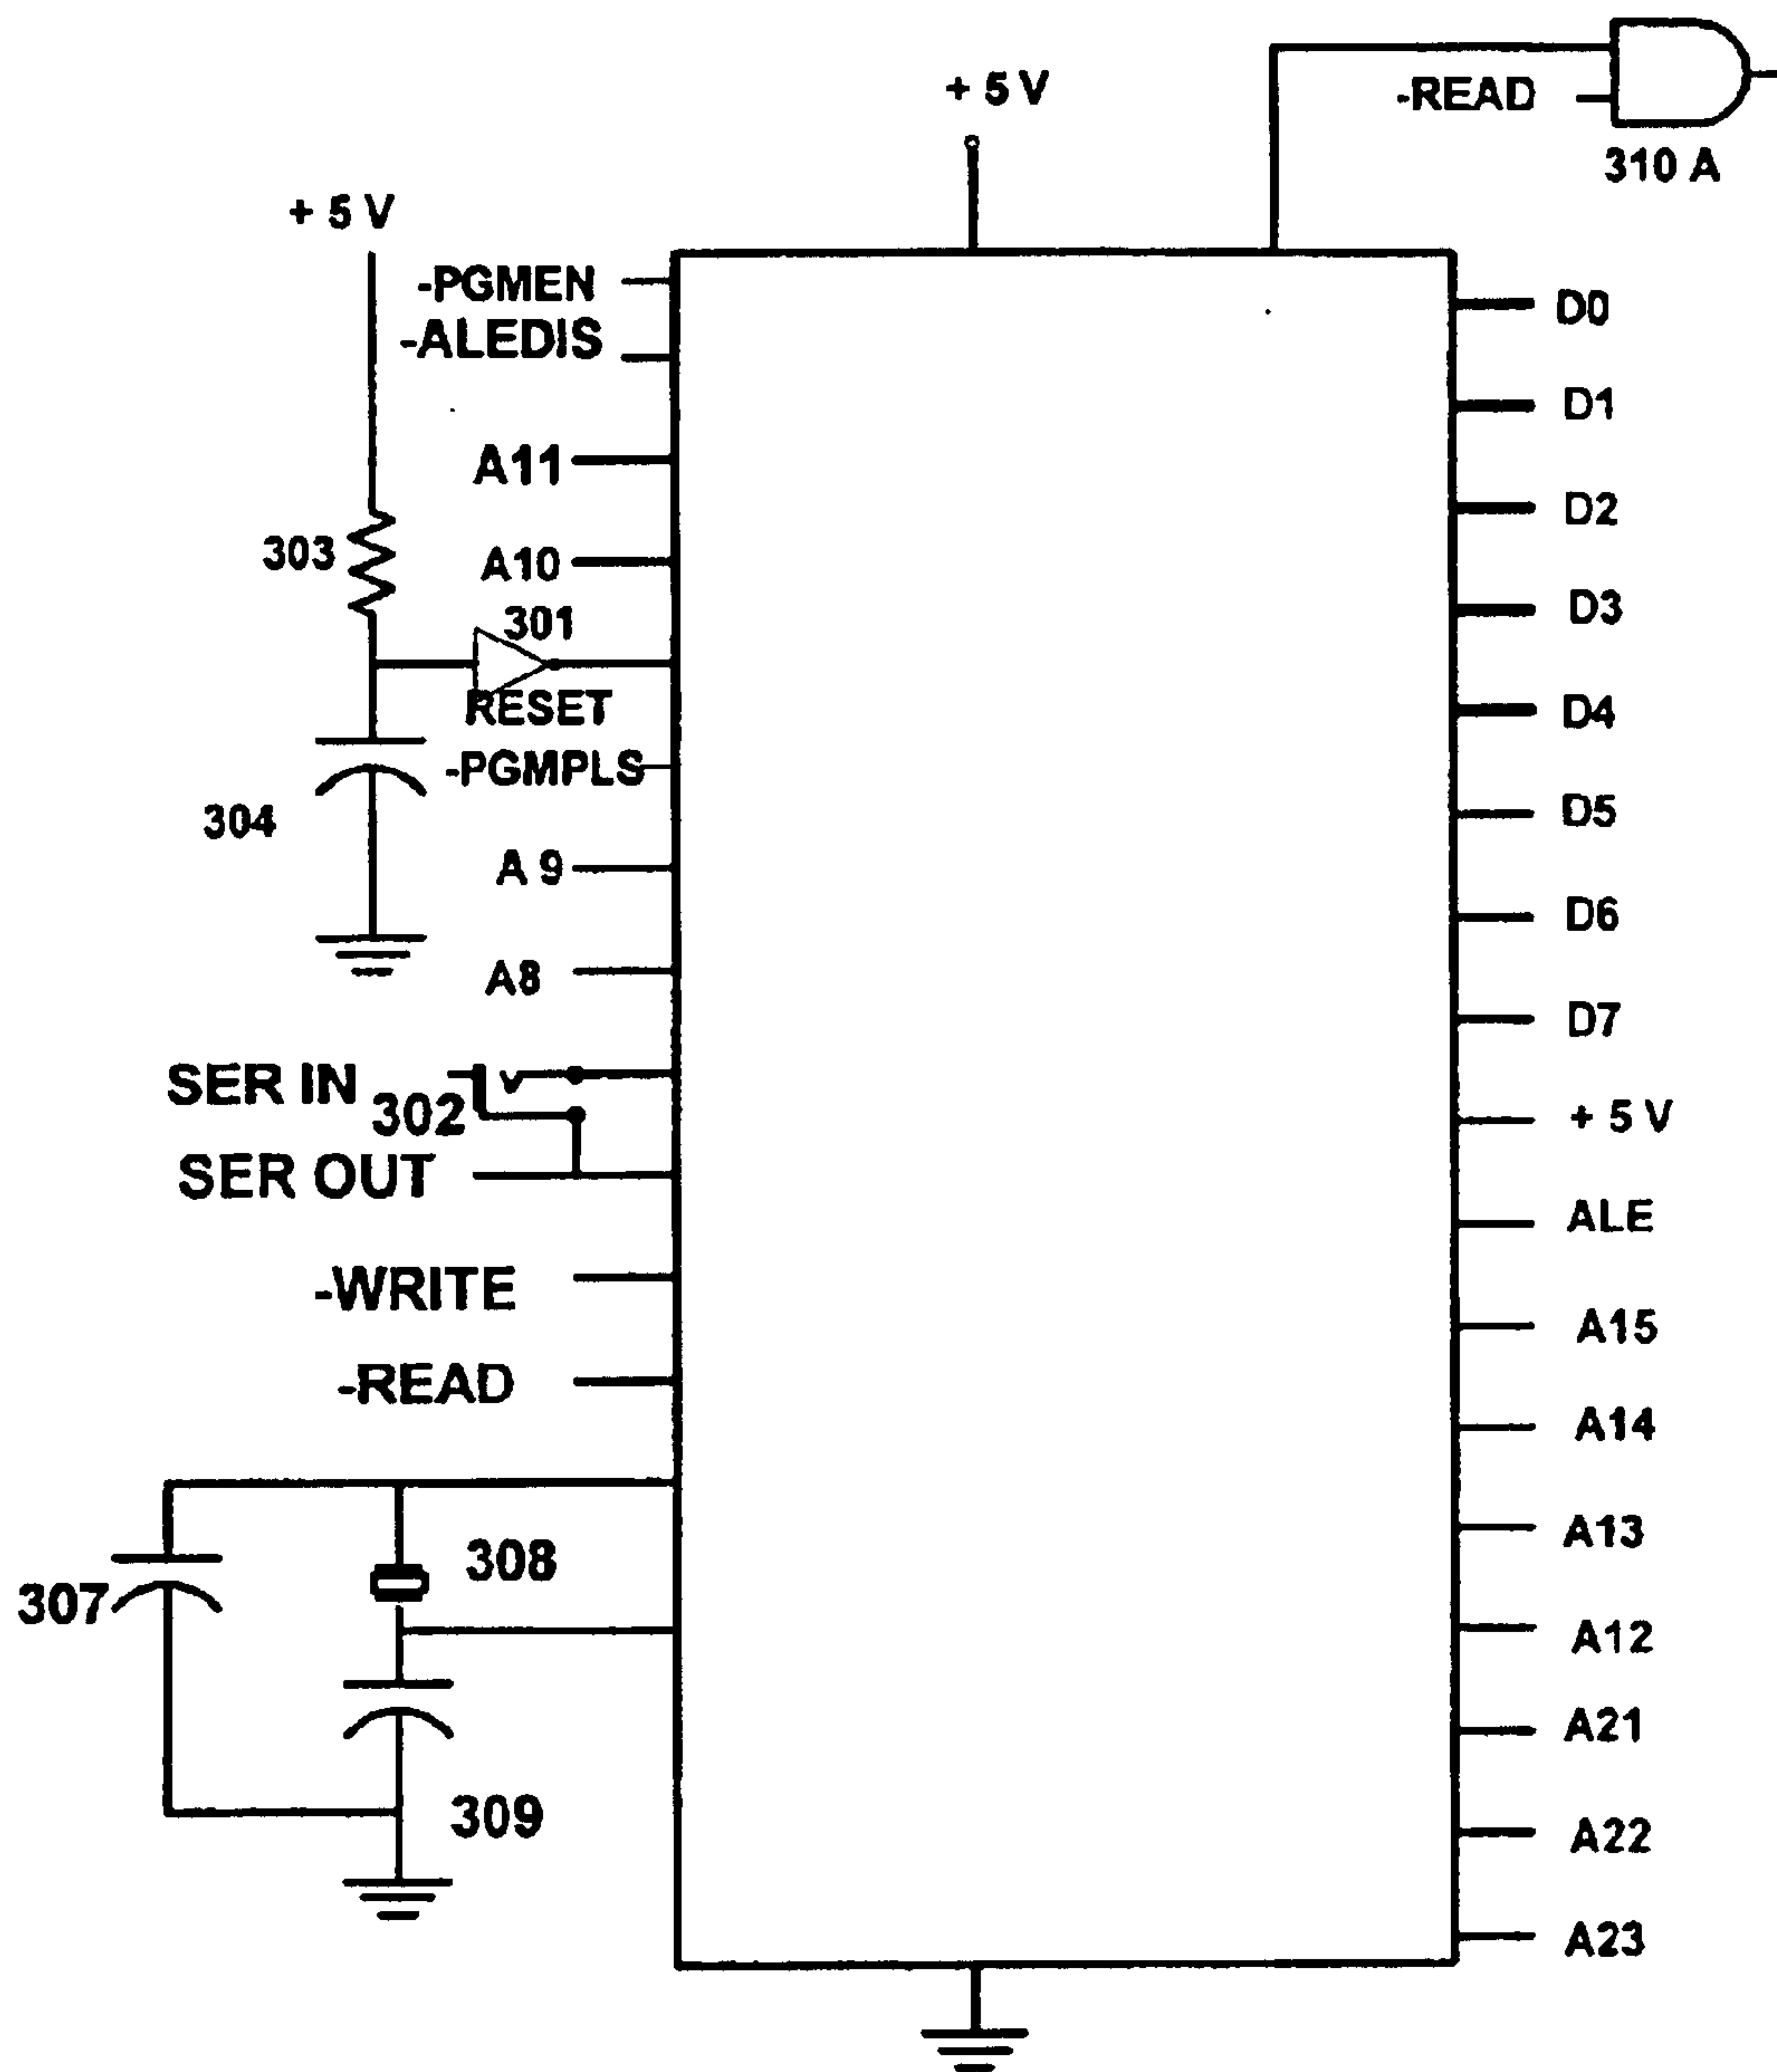 + 5 V
-READ
310 A
+ 5 V
-PGMEN
-ALEDIS
A11
303
A10
301
RESET
-PGMPLS
304
A 9
A8
SER IN
302
SER OUT
-WRITE
-READ
308
307
309
D0
D1
D2
D3
D4
D5
D6
D7
+ 5 V
ALE
A15
A14
A13
A12
A21
A22
A23